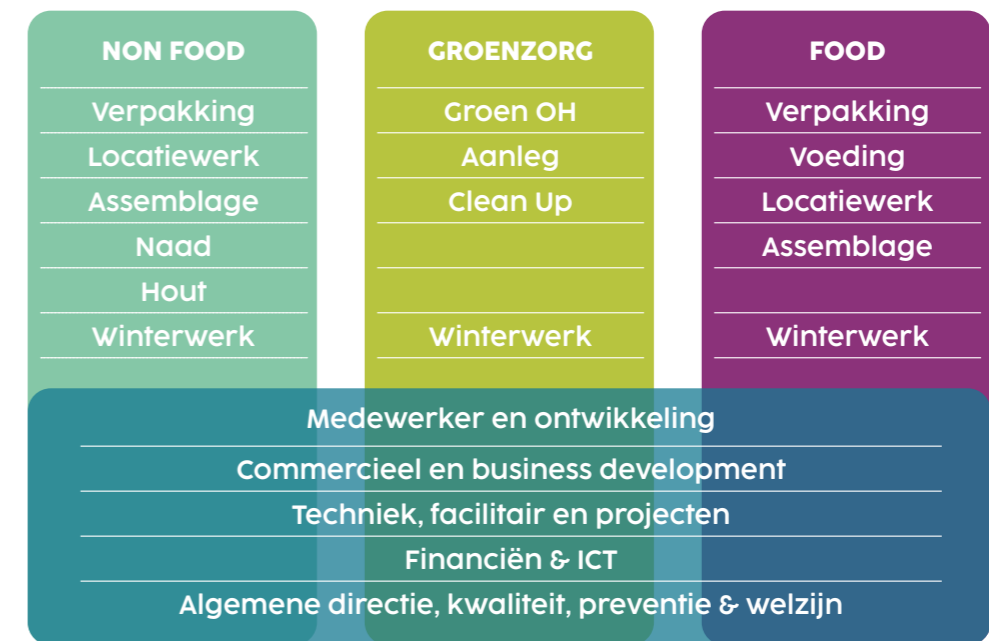 NON FOOD
Verpakking
Locatiewerk
Assemblage
Naad
Hout
Winterwerk
GROENZORG
Groen OH
Aanleg
Clean Up
Winterwerk
FOOD
Verpakking
Voeding
Locatiewerk
Assemblage
Winterwerk
Medewerker en ontwikkeling
Commercieel en business development
Techniek, facilitair en projecten
Financiën & ICT
Algemene directie, kwaliteit, preventie & welzijn